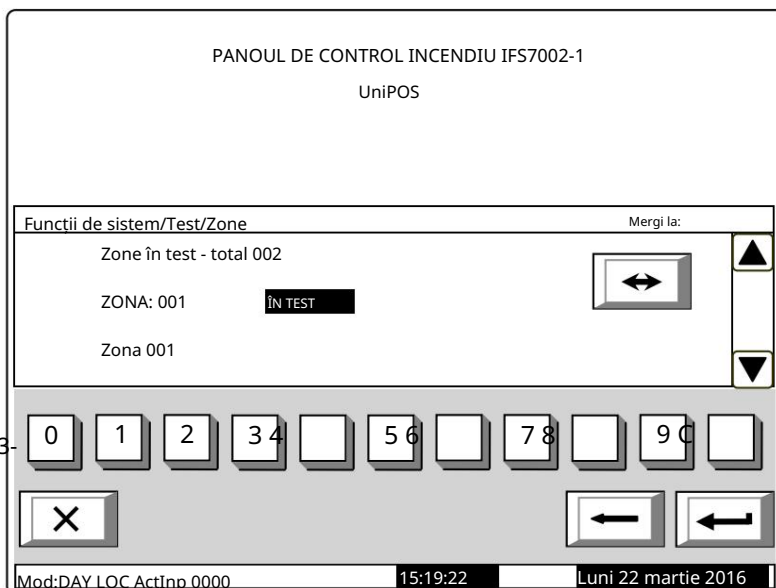 PANOUL DE CONTROL INCENDIU IFS7002-1
UniPOS
Funcții de sistem/Test/Zone
Mergi la:
Zone în test - total 002
ZONA: 001 ÎN TEST
Zona 001
3- 0 1 2 3 4 5 6 7 8 9 C
Mod:DAY LOC ActInp 0000 15:19:22 Luni 22 martie 2016